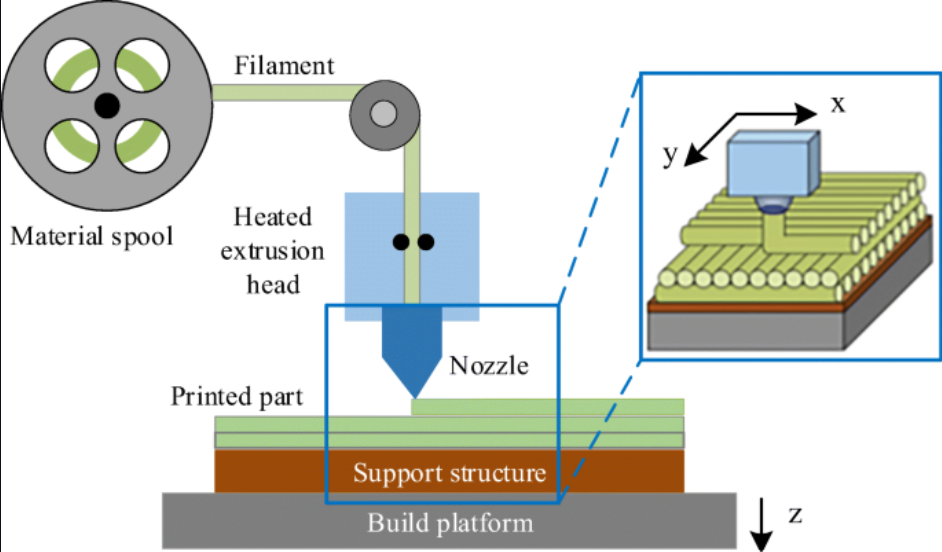 Filament
x
y
Material spool
Heated
extrusion
head
Nozzle
Printed part
Support structure
Build platform
z